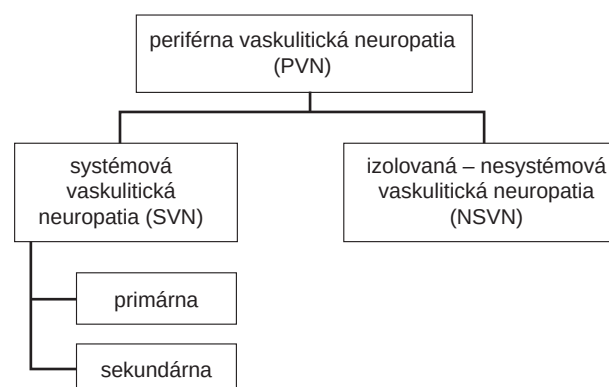 periférna vaskulitická neuropatia
(PVN)
systémová
vaskulitická
neuropatia (SVN)
izolovaná – nesystémová
vaskulitická neuropatia
(NSVN)
primárna
sekundárna